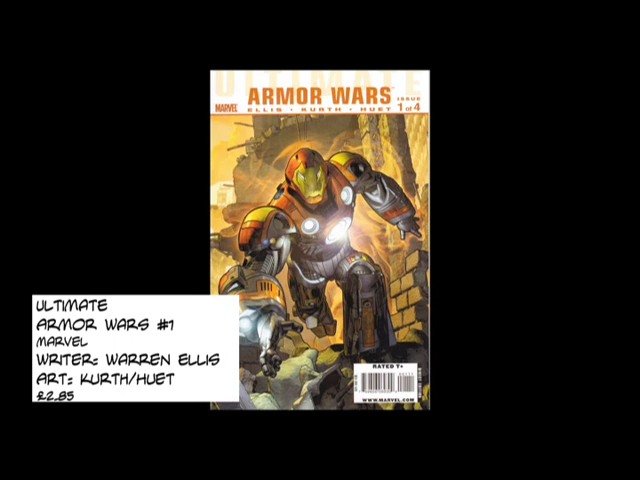 ULTIMATE
MARVEL
ARMOR WARS
ISSUE
1 of 4
ELLIS • KURTH • HUET
RATED T+
WWW.MARVEL.COM
ULTIMATE
ARMOR WARS #1
MARVEL
WRITER: WARREN ELLIS
ART: KURTH/HUET
£2.85